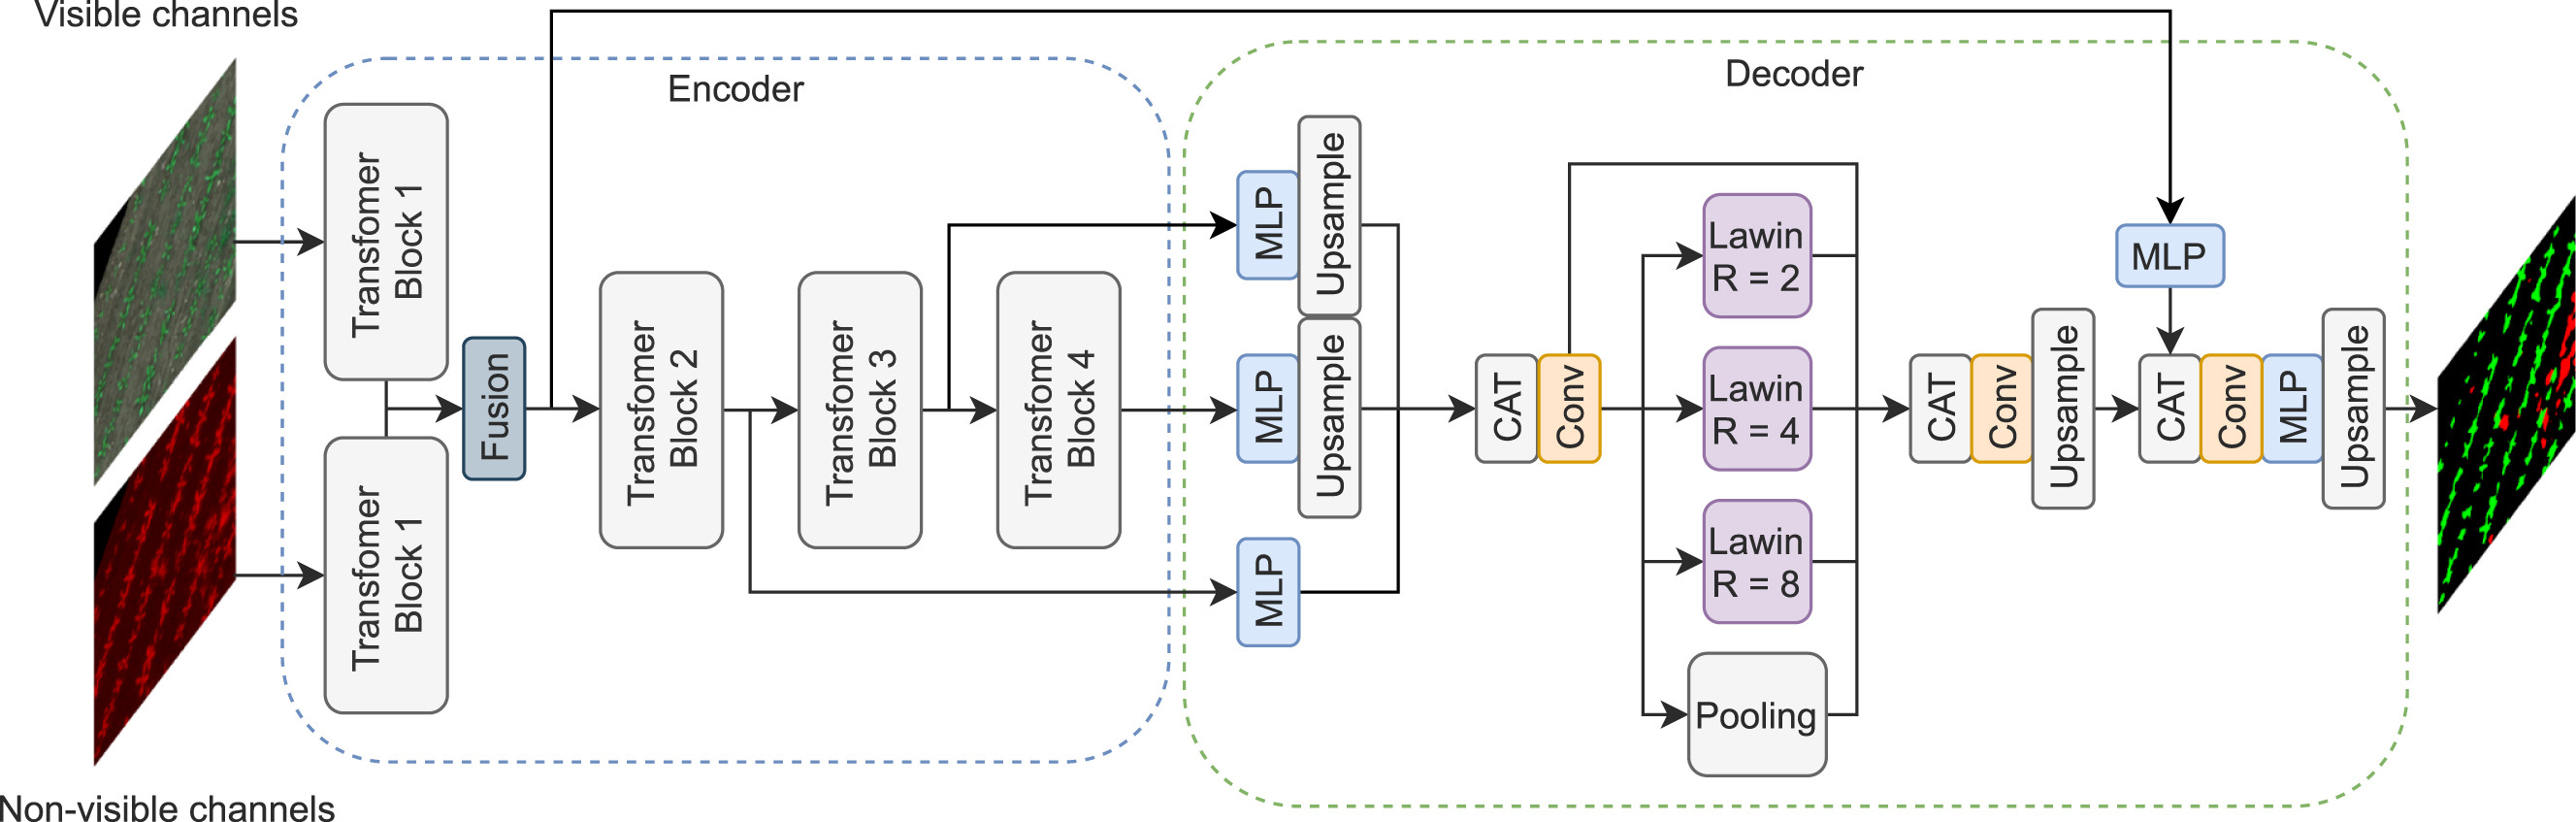 Visible channels
Encoder
Decoder
Transfomer
Block 1
Transfomer
Block 1
Fusion
Transfomer
Block 2
Transfomer
Block 3
Transfomer
Block 4
MLP
Upsample
MLP
Upsample
MLP
CAT
Conv
Lawin
R = 2
Lawin
R = 4
Lawin
R = 8
Pooling
CAT
Conv
Upsample
MLP
CAT
Conv
MLP
Upsample
Non-visible channels